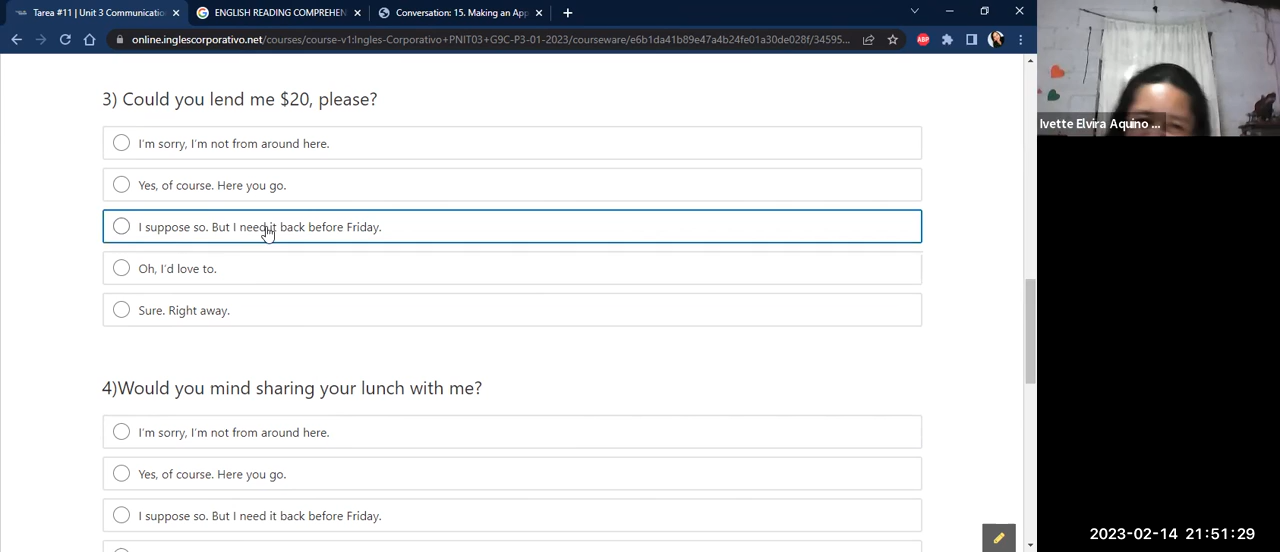 Tarea #11 | Unit 3 Communicatio
ENGLISH READING COMPREHEN
Conversation: 15. Making an App
online.inglescorporativo.net/courses/course-v1:Ingles-Corporativo+PNIT03+G9C-P3-01-2023/courseware/e6b1da41b89e47a4b24fe01a30de028f/34595...
ABP
Ivette Elvira Aquino ...
3) Could you lend me $20, please?
I'm sorry, I'm not from around here.
Yes, of course. Here you go.
I suppose so. But I need it back before Friday.
Oh, I'd love to.
Sure. Right away.
4)Would you mind sharing your lunch with me?
I'm sorry, I'm not from around here.
Yes, of course. Here you go.
I suppose so. But I need it back before Friday.
2023-02-14 21:51:29